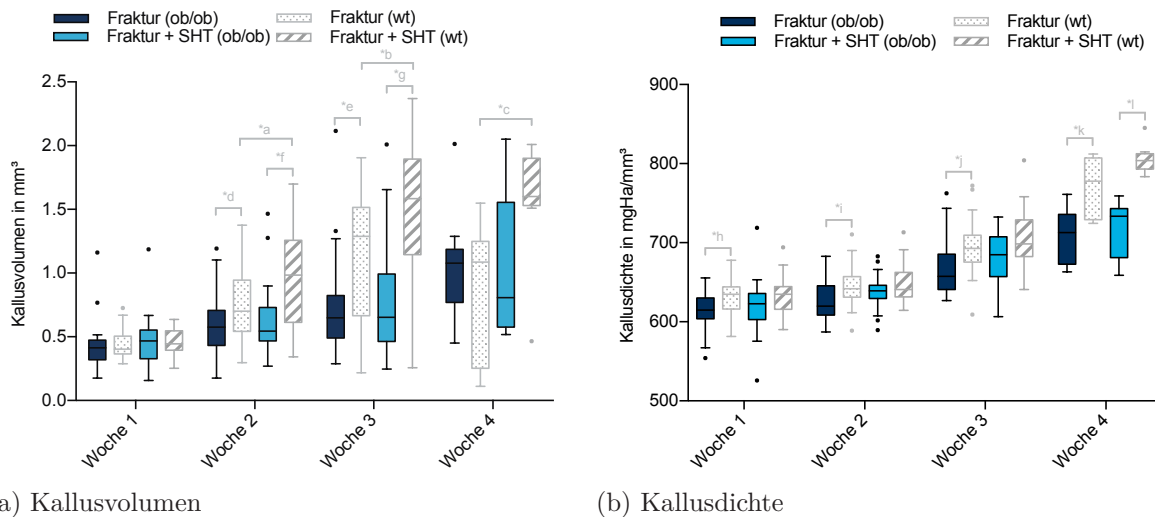 Fraktur (ob/ob)
Fraktur (wt)
Fraktur + SHT (ob/ob)
Fraktur + SHT (wt)
Kallusvolumen in mm³
2.5
2.0
1.5
1.0
0.5
0.0
*a
*b
*c
*d
*e
*f
*g
Woche 1
Woche 2
Woche 3
Woche 4
a) Kallusvolumen
Fraktur (ob/ob)
Fraktur (wt)
Fraktur + SHT (ob/ob)
Fraktur + SHT (wt)
Kallusdichte in mgHa/mm³
900
800
700
600
500
*h
*i
*j
*k
*l
Woche 1
Woche 2
Woche 3
Woche 4
(b) Kallusdichte